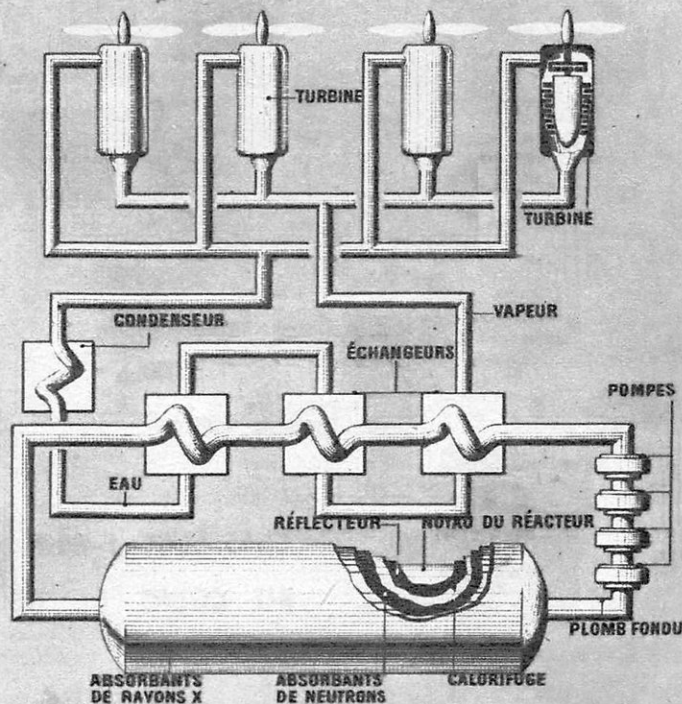 TURBINE
TURBINE
VAPEUR
CONDENSEUR
ÉCHANGEURS
POMPES
EAU
RÉFLECTEUR
NOYAU DU RÉACTEUR
PLOMB FONDU
ABSORBANTS
DE RAYONS X
ABSORBANTS
DE NEUTRONS
CALORIFUGE